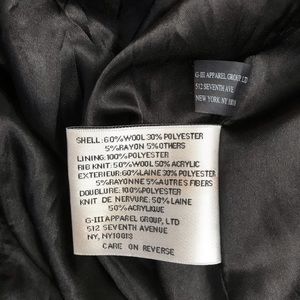 G-III APPAREL GROUP, LTD
512 SEVENTH AVE
NEW YORK NY 10018
SHELL: 60% WOOL 30% POLYESTER
5% RAYON 5% OTHERS
LINING: 100% POLYESTER
RIB KNIT: 50% WOOL 50% ACRYLIC
EXTERIEUR: 60% LAINE 30% POLYESTER
5% RAYONNE 5% AUTRES FIBERS
DOUBLURE: 100% POLYESTER
KNIT DE NERVURE: 50% LAINE
50% ACRYLIQUE
G-III APPAREL GROUP, LTD
512 SEVENTH AVENUE
NY, NY10018
CARE ON REVERSE